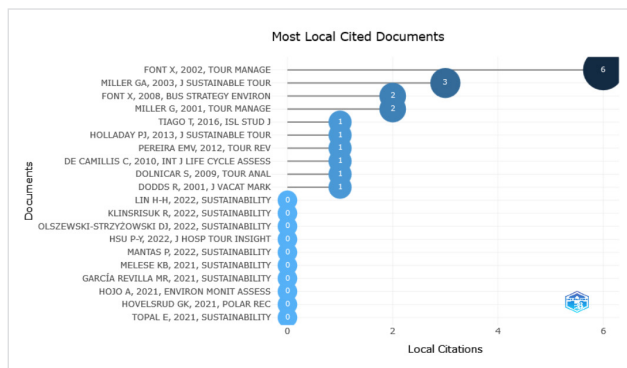 Most Local Cited Documents
Documents
FONT X, 2002, TOUR MANAGE 6
MILLER GA, 2003, J SUSTAINABLE TOUR 3
FONT X, 2008, BUS STRATEGY ENVIRON 2
MILLER G, 2001, TOUR MANAGE 2
TIAGO T, 2016, ISL STUD J 1
HOLLADAY PJ, 2013, J SUSTAINABLE TOUR 1
PEREIRA EMV, 2012, TOUR REV 1
DE CAMILLIS C, 2010, INT J LIFE CYCLE ASSESS 1
DOLNICAR S, 2009, TOUR ANAL 1
DODDS R, 2001, J VACAT MARK 1
LIN H-H, 2022, SUSTAINABILITY 0
KLINSRISUK R, 2022, SUSTAINABILITY 0
OLSZEWSKI-STRZYŻOWSKI DJ, 2022, SUSTAINABILITY 0
HSU P-Y, 2022, J HOSP TOUR INSIGHT 0
MANTAS P, 2022, SUSTAINABILITY 0
MELESE KB, 2021, SUSTAINABILITY 0
GARCÍA REVILLA MR, 2021, SUSTAINABILITY 0
HOJO A, 2021, ENVIRON MONIT ASSESS 0
HOVELSRUD GK, 2021, POLAR REC 0
TOPAL E, 2021, SUSTAINABILITY 0
0 2 4 6
Local Citations